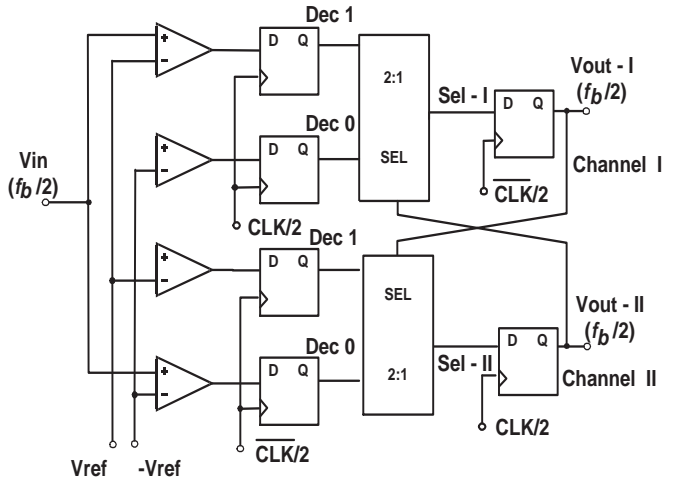 Dec 1
+
-
D Q
2:1
Vout - I
(fb/2)
Sel - I
D Q
Dec 0
+
-
D Q
SEL
Channel I
CLK/2
Vin
(fb/2)
CLK/2
Dec 1
+
-
D Q
SEL
Vout - II
(fb/2)
D Q
Dec 0
+
-
D Q
2:1
Sel - II
Channel II
CLK/2
CLK/2
Vref -Vref